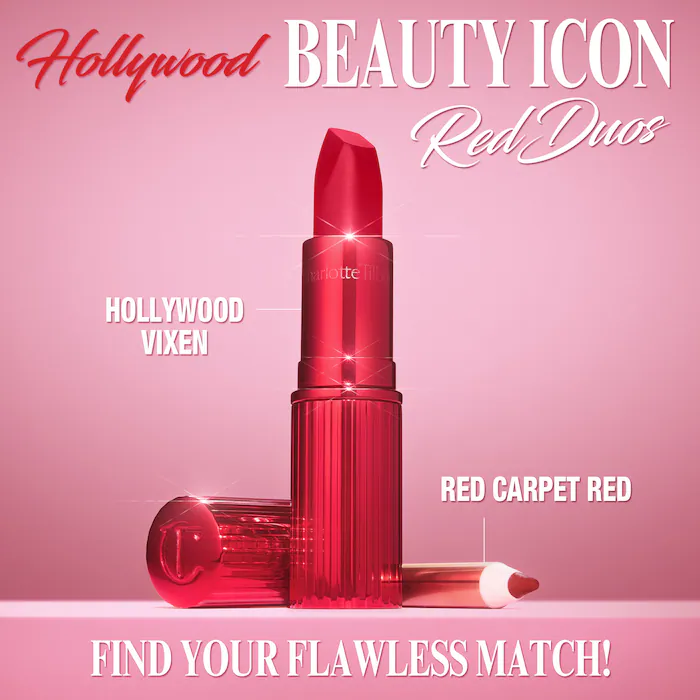 Hollywood BEAUTY ICON
Red Duos
HOLLYWOOD
VIXEN
RED CARPET RED
FIND YOUR FLAWLESS MATCH!